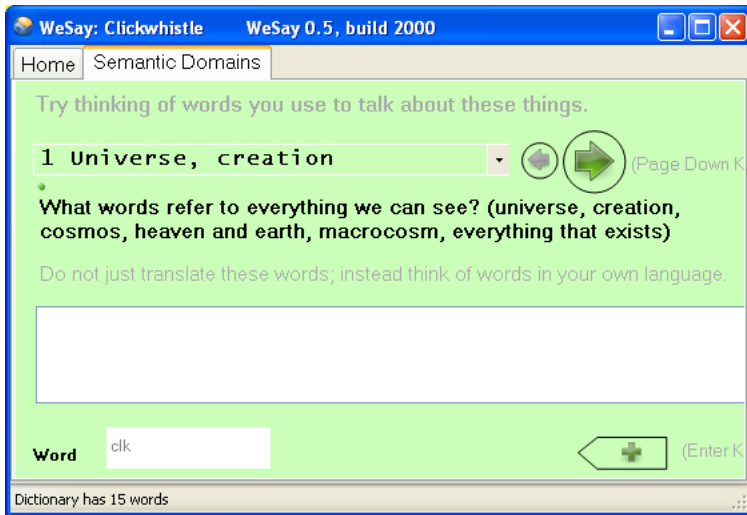 WeSay: Clickwhistle WeSay 0.5, build 2000
Home Semantic Domains
Try thinking of words you use to talk about these things.
1 Universe, creation (Page Down K
What words refer to everything we can see? (universe, creation,
cosmos, heaven and earth, macrocosm, everything that exists)
Do not just translate these words; instead think of words in your own language.
Word clk (Enter K
Dictionary has 15 words